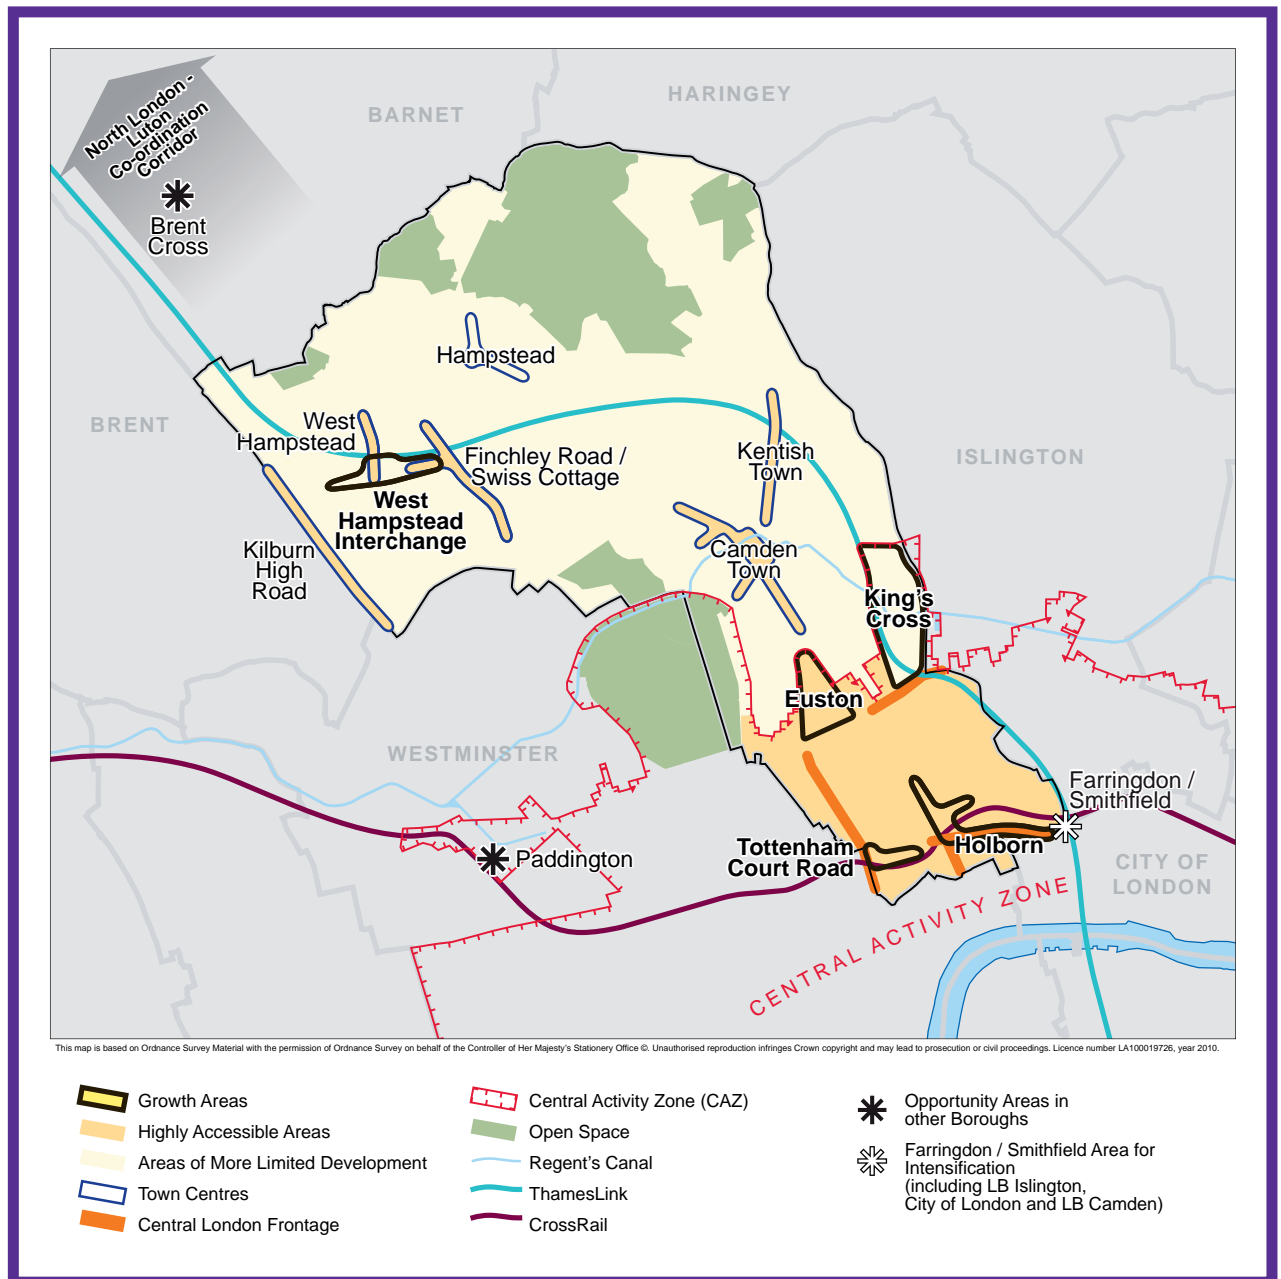 North London -
Luton
Co-ordination
Corridor
Brent
Cross
BARNET
HARINGEY
BRENT
ISLINGTON
Hampstead
West
Hampstead
Finchley Road /
Swiss Cottage
West
Hampstead
Interchange
Kilburn
High
Road
Kentish
Town
Camden
Town
King's
Cross
Euston
WESTMINSTER
Farringdon /
Smithfield
Paddington
Tottenham
Court Road
Holborn
CITY OF
LONDON
CENTRAL ACTIVITY ZONE
This map is based on Ordnance Survey Material with the permission of Ordnance Survey on behalf of the Controller of Her Majesty's Stationery Office ©. Unauthorised reproduction infringes Crown copyright and may lead to prosecution or civil proceedings. Licence number LA100019726, year 2010.
Growth Areas
Highly Accessible Areas
Areas of More Limited Development
Town Centres
Central London Frontage
Central Activity Zone (CAZ)
Open Space
Regent's Canal
ThamesLink
CrossRail
Opportunity Areas in
other Boroughs
Farringdon / Smithfield Area for
Intensification
(including LB Islington,
City of London and LB Camden)